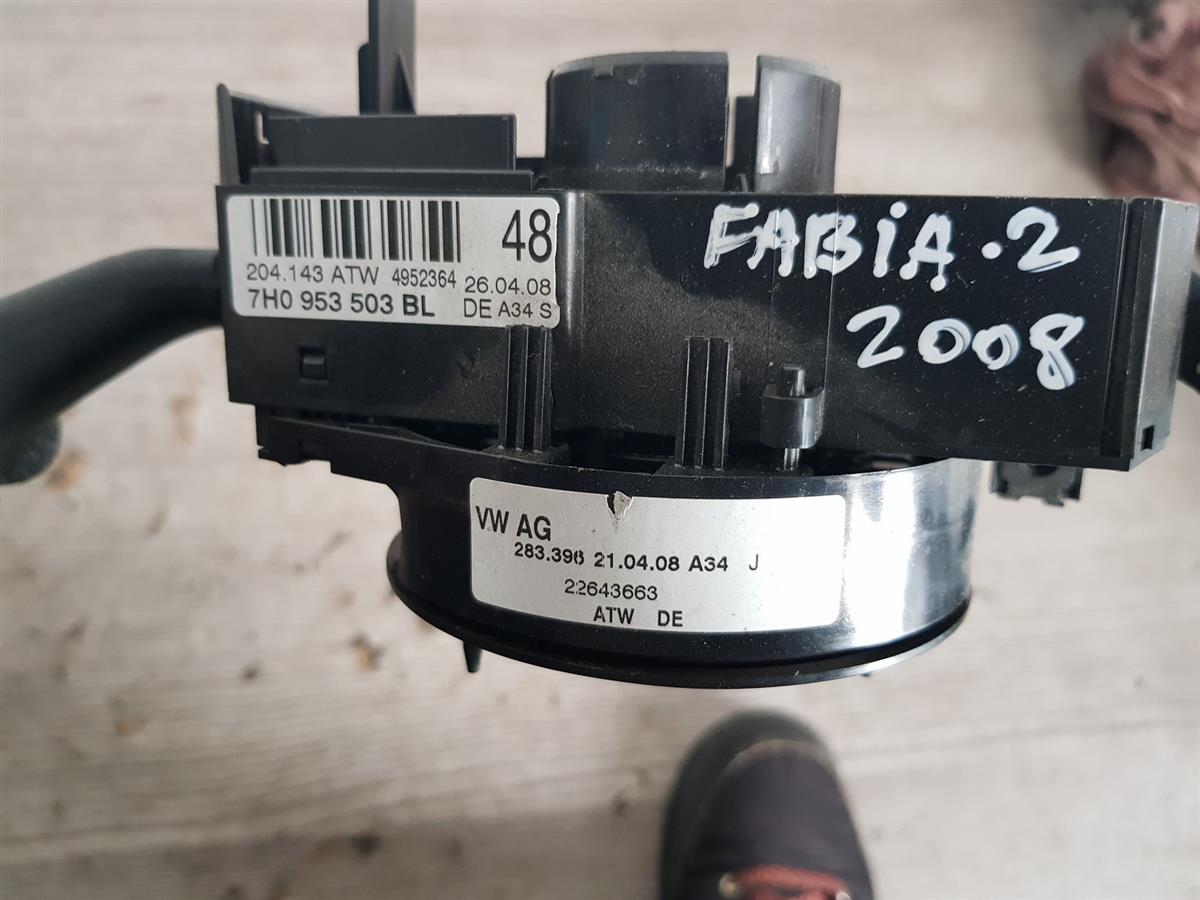 48
204.143 ATW 4952364 26.04.08
7H0 953 503 BL DE A34 S
FABiA.2
2008
VW AG
283.396 21.04.08 A34 J
22643663
ATW DE